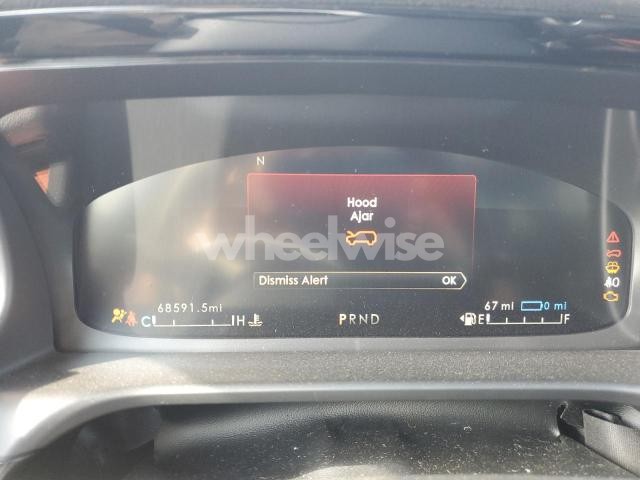 N
Hood
Ajar
wheelwise
Dismiss Alert OK
68591.5mi 67 mi 0 mi
C H PRND E F